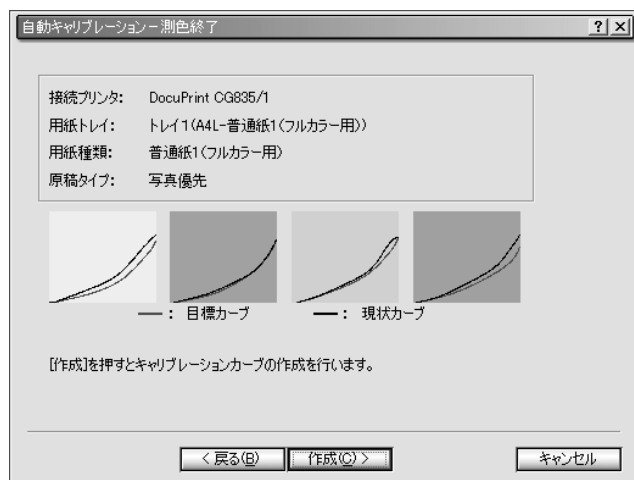 自動キャリブレーション－測色終了
接続プリンタ: DocuPrint CG835/1
用紙トレイ: トレイ1(A4L-普通紙1(フルカラー用))
用紙種類: 普通紙1(フルカラー用)
原稿タイプ: 写真優先
― : 目標カーブ ― : 現状カーブ
[作成]を押すとキャリブレーションカーブの作成を行います。
< 戻る(B) 作成(C) > キャンセル